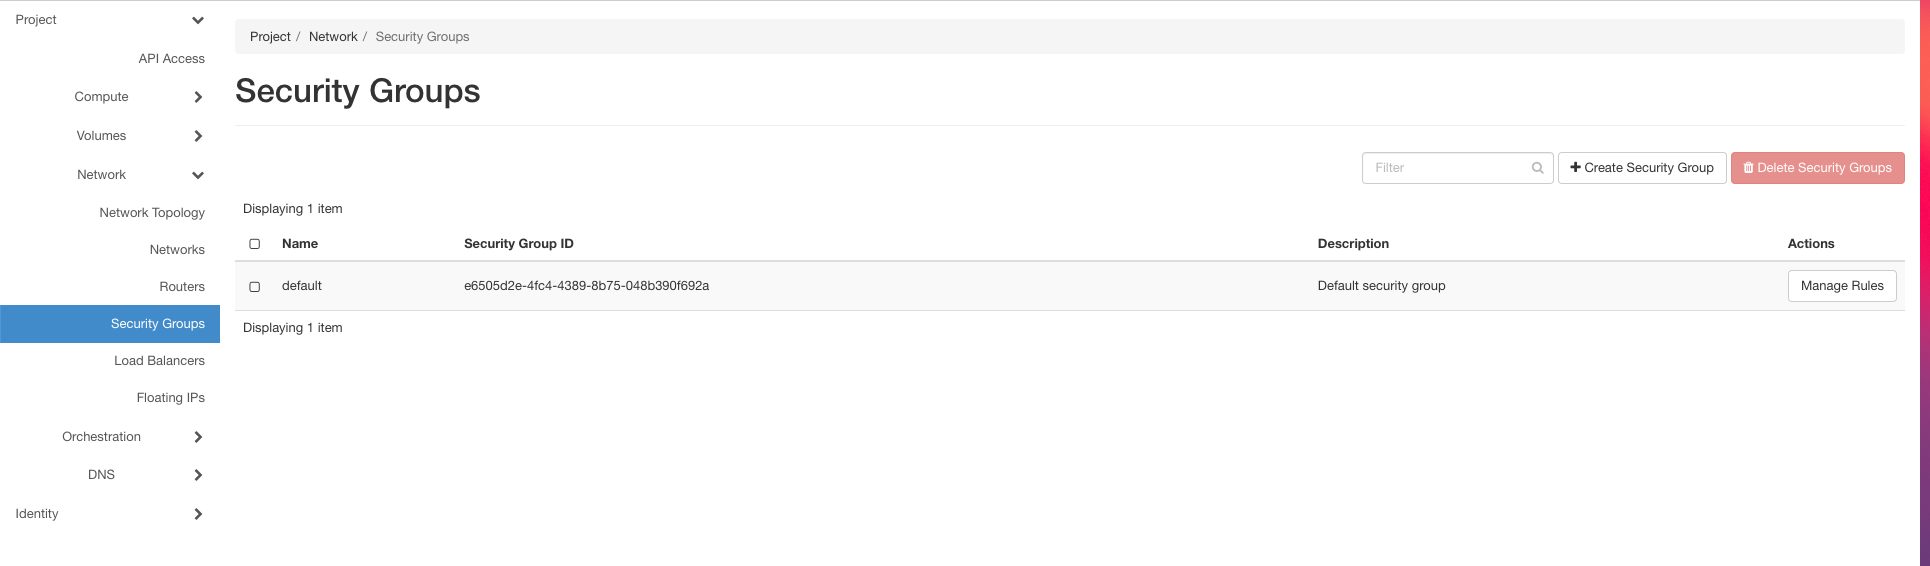 Project
API Access
Compute
Volumes
Network
Network Topology
Networks
Routers
Security Groups
Load Balancers
Floating IPs
Orchestration
DNS
Identity
Project / Network / Security Groups
Security Groups
Filter
Create Security Group
Delete Security Groups
Displaying 1 item
Name Security Group ID Description Actions
default e6505d2e-4fc4-4389-8b75-048b390f692a Default security group Manage Rules
Displaying 1 item